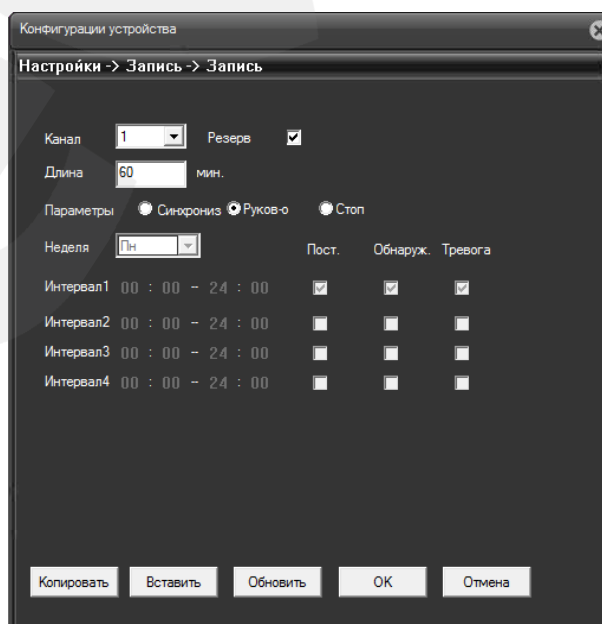 Конфигурации устройства
Настройки -> Запись -> Запись
Канал 1 Резерв
Длина 60 мин.
Параметры Синхрониз Руков-о Стоп
Неделя Пн Пост. Обнаруж. Тревога
Интервал1 00 : 00 - 24 : 00
Интервал2 00 : 00 - 24 : 00
Интервал3 00 : 00 - 24 : 00
Интервал4 00 : 00 - 24 : 00
Копировать Вставить Обновить OK Отмена